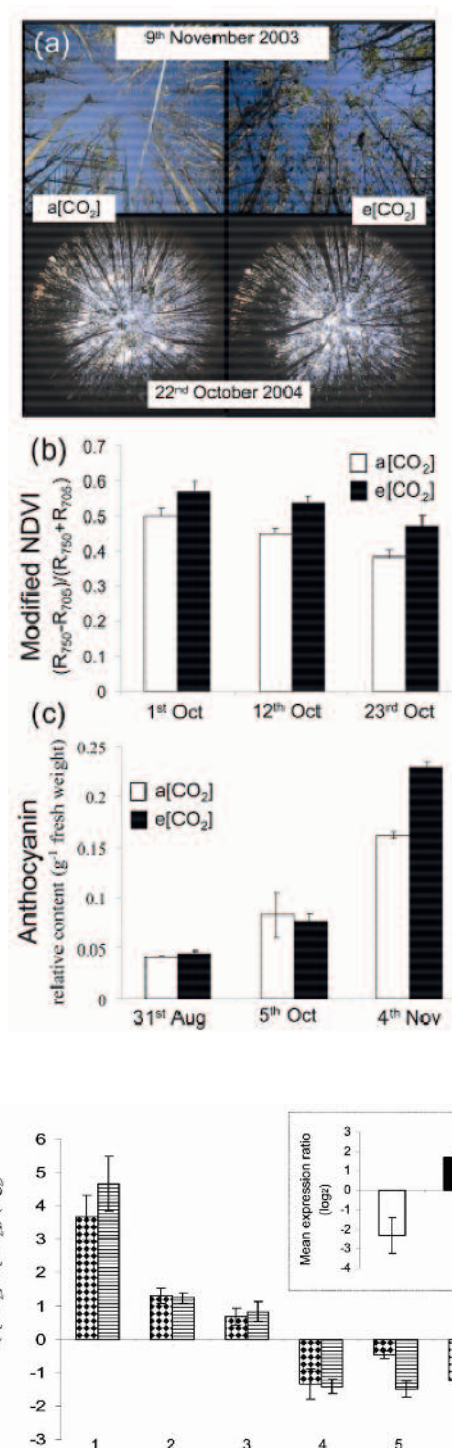 (a)
9th November 2003
a[CO2]
e[CO2]
22nd October 2004
(b)
Modified NDVI
(R750-R705)/(R750+R705)
0.7
0.6
0.5
0.4
0.3
0.2
0.1
0
a[CO2]
e[CO2]
1st Oct
12th Oct
23rd Oct
(c)
Anthocyanin
relative content (g-1 fresh weight)
0.25
0.2
0.15
0.1
0.05
0
a[CO2]
e[CO2]
31st Aug
5th Oct
4th Nov
6
5
4
3
2
1
0
-1
-2
-3
1
2
3
4
5
Mean expression ratio
(log2)
3
2
1
0
-1
-2
-3
-4